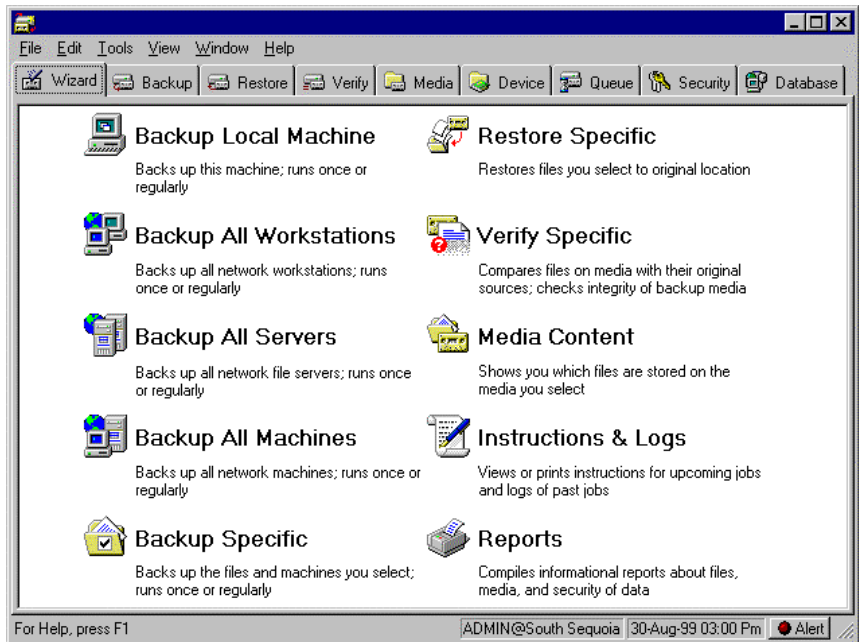 File Edit Tools View Window Help
Wizard Backup Restore Verify Media Device Queue Security Database
Backup Local Machine
Backs up this machine; runs once or
regularly
Backup All Workstations
Backs up all network workstations; runs
once or regularly
Backup All Servers
Backs up all network file servers; runs once
or regularly
Backup All Machines
Backs up all network machines; runs once or
regularly
Backup Specific
Backs up the files and machines you select;
runs once or regularly
Restore Specific
Restores files you select to original location
Verify Specific
Compares files on media with their original
sources; checks integrity of backup media
Media Content
Shows you which files are stored on the
media you select
Instructions & Logs
Views or prints instructions for upcoming jobs
and logs of past jobs
Reports
Compiles informational reports about files,
media, and security of data
For Help, press F1 ADMIN@South Sequoia 30-Aug-99 03:00 Pm Alert